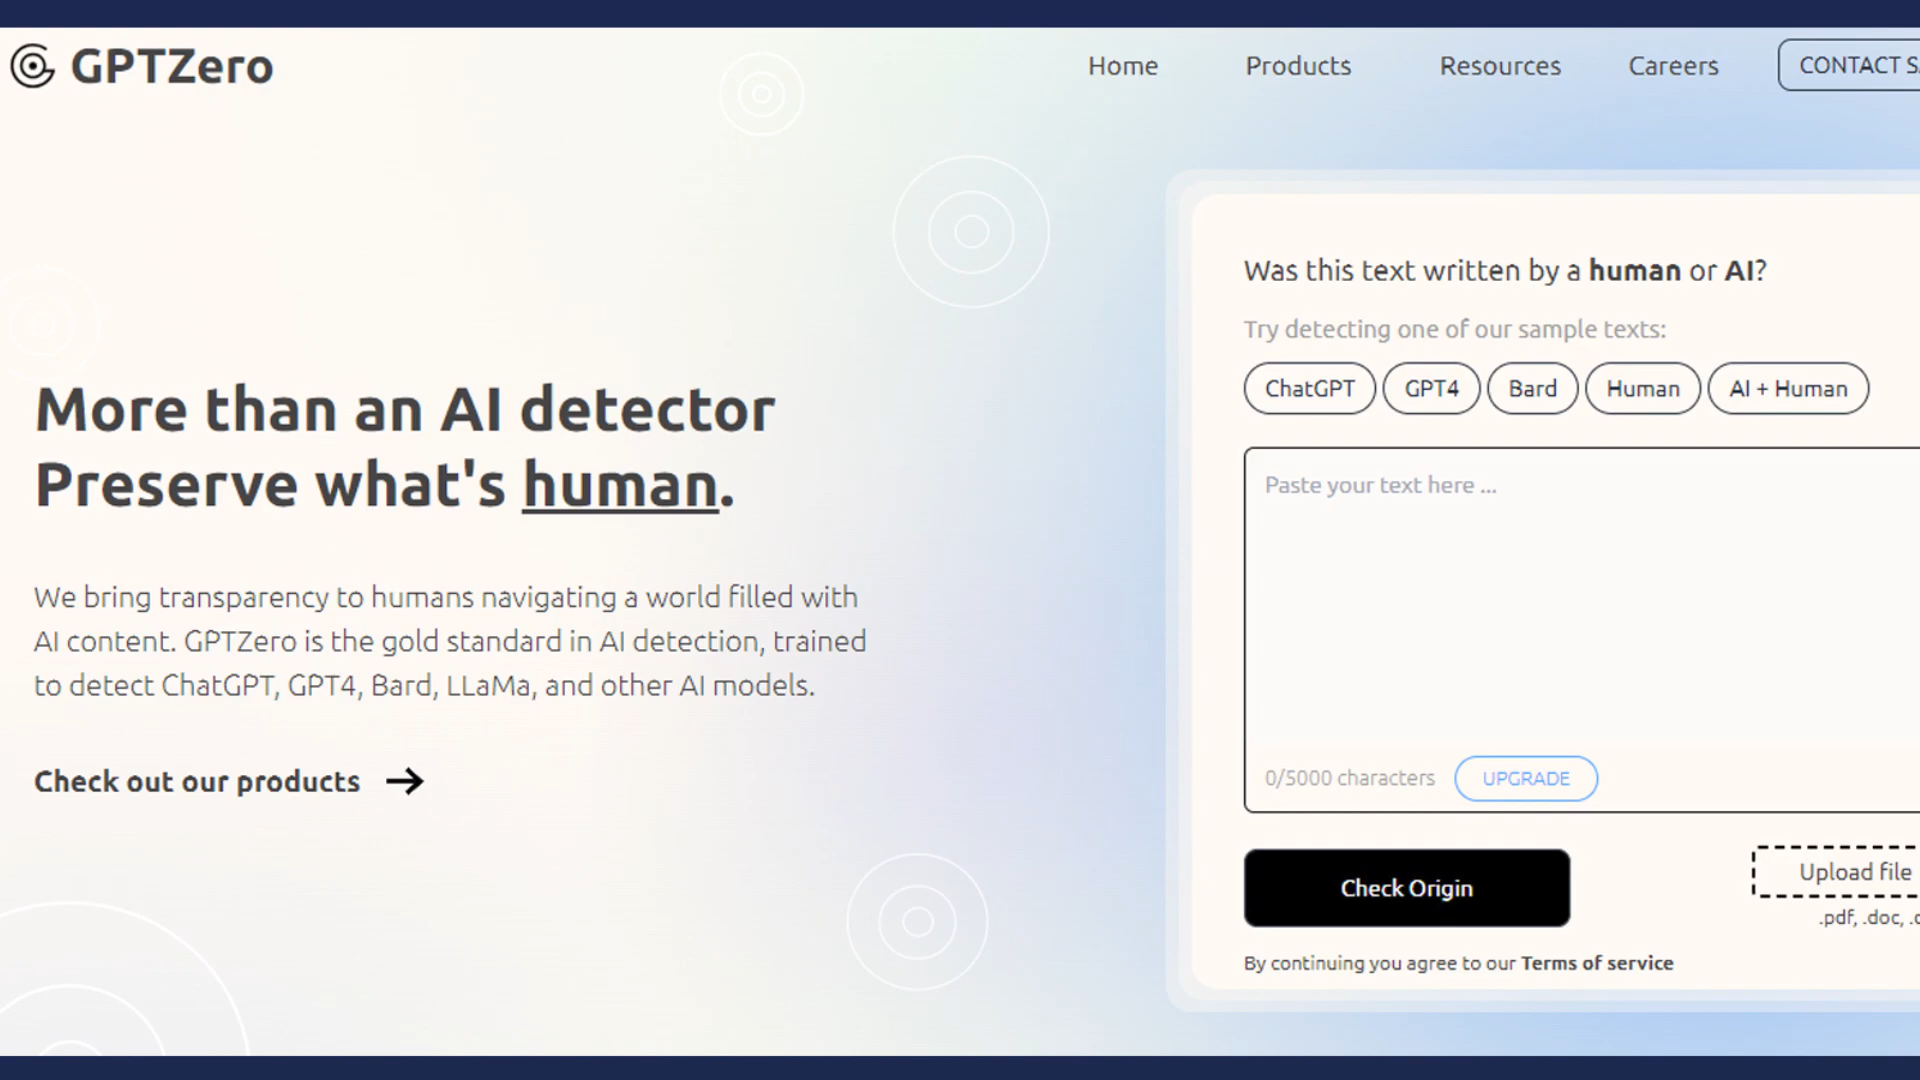 GPTZero
Home Products Resources Careers CONTACT
More than an AI detector
Preserve what's human.
We bring transparency to humans navigating a world filled with
AI content. GPTZero is the gold standard in AI detection, trained
to detect ChatGPT, GPT4, Bard, LLaMa, and other AI models.
Check out our products
Was this text written by a human or AI?
Try detecting one of our sample texts:
ChatGPT GPT4 Bard Human AI + Human
Paste your text here ...
0/5000 characters UPGRADE
Check Origin
Upload file
.pdf, .doc,
By continuing you agree to our Terms of service